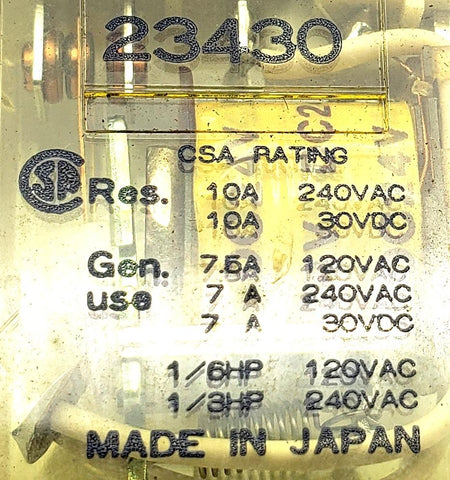 23430
CSA RATING
Res. 10A 240VAC
10A 30VDC
Gen. 7.5A 120VAC
use 7 A 240VAC
7 A 30VDC
1/6HP 120VAC
1/3HP 240VAC
MADE IN JAPAN